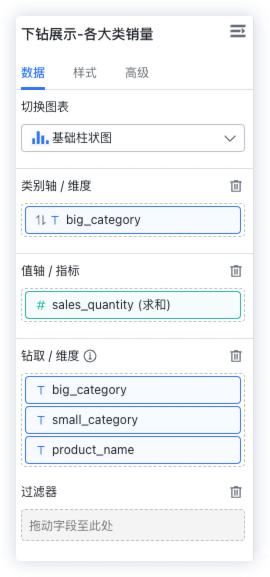 下钻展示-各大类销量
数据 样式 高级
切换图表
基础柱状图
类别轴 / 维度
T big_category
值轴 / 指标
# sales_quantity (求和)
钻取 / 维度
T big_category
T small_category
T product_name
过滤器
拖动字段至此处